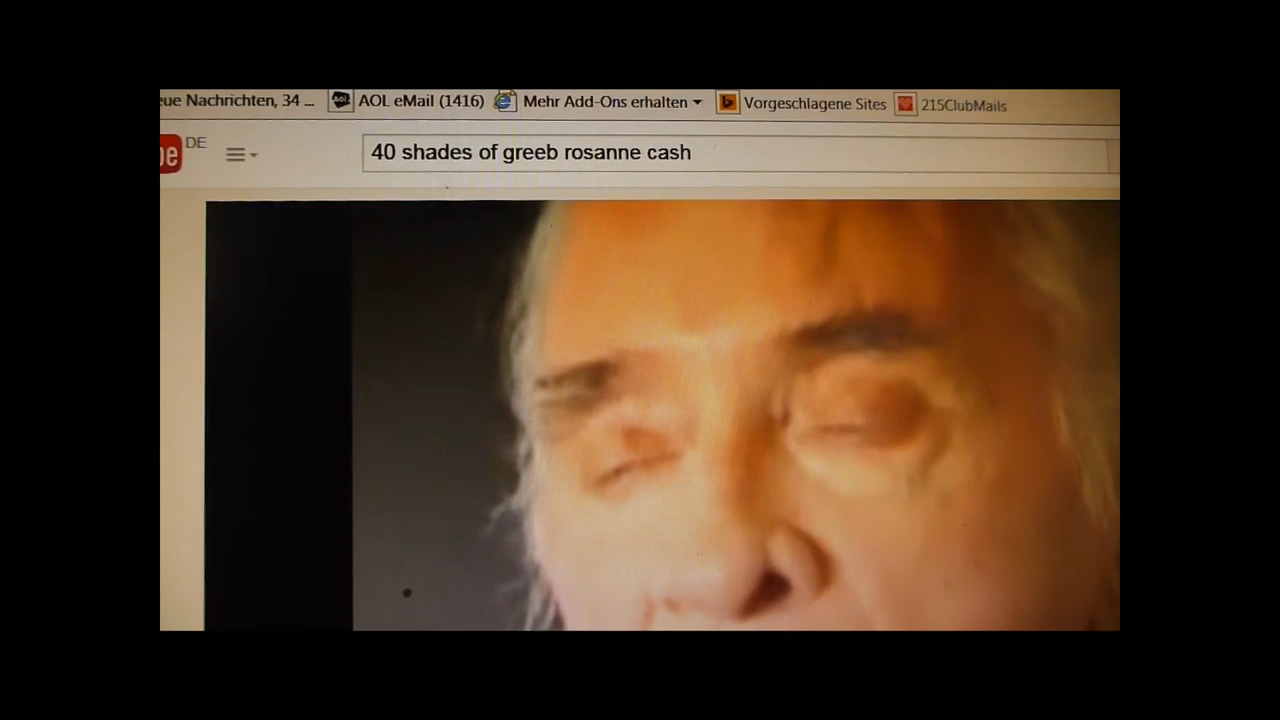 eue Nachrichten, 34 ... AOL eMail (1416) Mehr Add-Ons erhalten Vorgeschlagene Sites 215ClubMails
be DE
40 shades of greeb rosanne cash